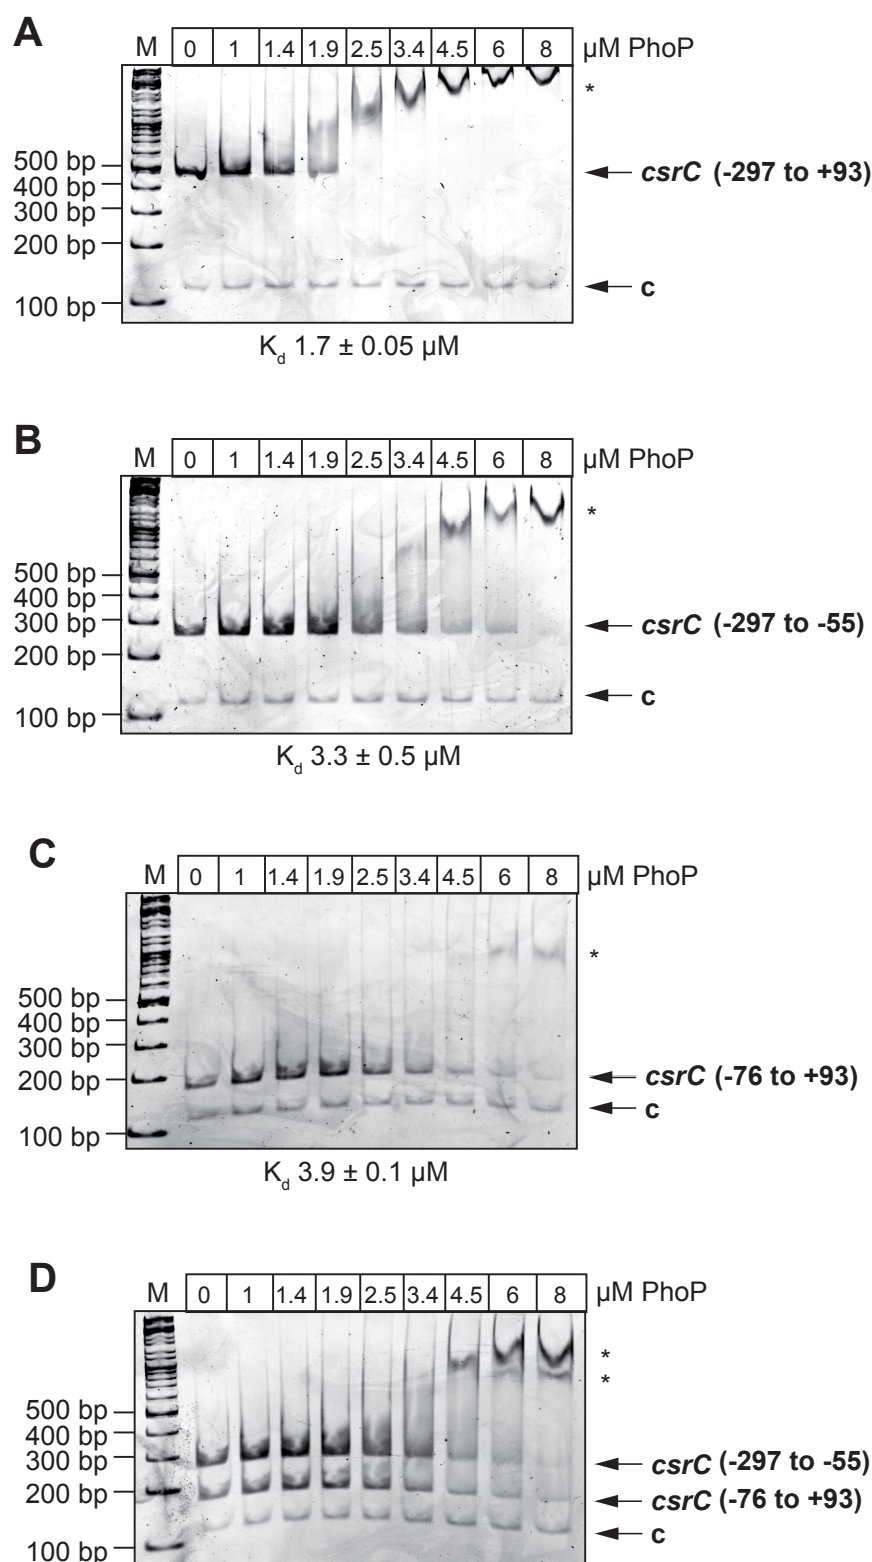 A
M 0 1 1.4 1.9 2.5 3.4 4.5 6 8 µM PhoP
*
500 bp
csrC (-297 to +93)
400 bp
300 bp
200 bp
c
100 bp
Kd 1.7 ± 0.05 µM
B
M 0 1 1.4 1.9 2.5 3.4 4.5 6 8 µM PhoP
*
500 bp
400 bp
300 bp
csrC (-297 to -55)
200 bp
c
100 bp
Kd 3.3 ± 0.5 µM
C
M 0 1 1.4 1.9 2.5 3.4 4.5 6 8 µM PhoP
*
500 bp
400 bp
300 bp
200 bp
csrC (-76 to +93)
c
100 bp
Kd 3.9 ± 0.1 µM
D
M 0 1 1.4 1.9 2.5 3.4 4.5 6 8 µM PhoP
*
*
500 bp
400 bp
300 bp
csrC (-297 to -55)
200 bp
csrC (-76 to +93)
c
100 bp